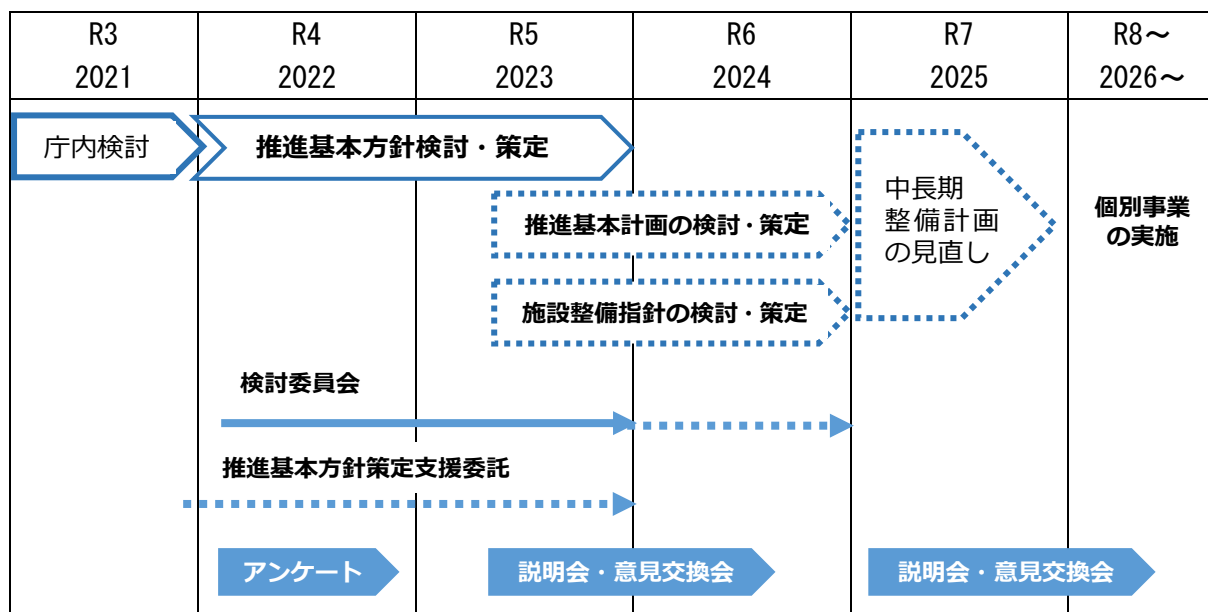 R3
2021
R4
2022
R5
2023
R6
2024
R7
2025
R8～
2026～
庁内検討
推進基本方針検討・策定
推進基本計画の検討・策定
施設整備指針の検討・策定
中長期
整備計画
の見直し
個別事業
の実施
検討委員会
推進基本方針策定支援委託
アンケート
説明会・意見交換会
説明会・意見交換会